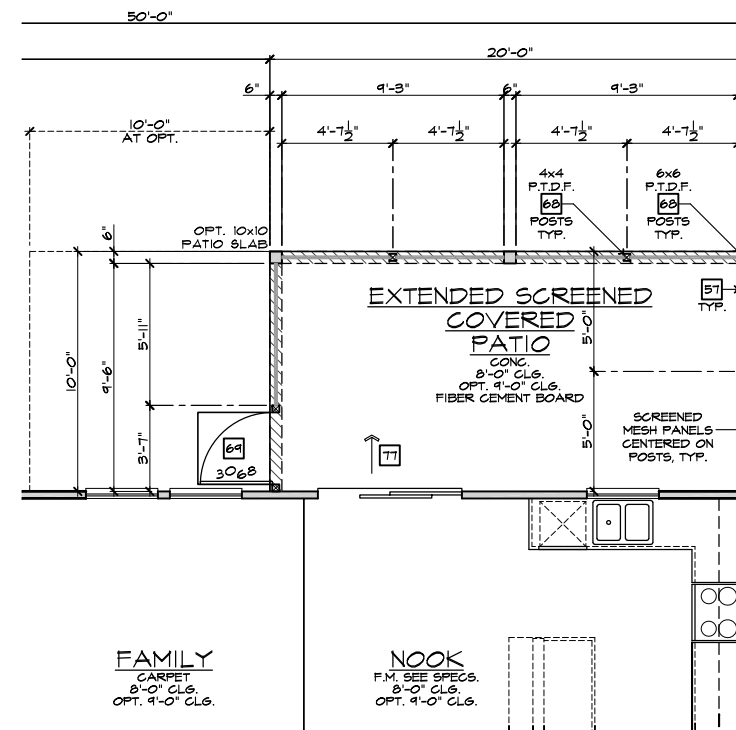 50'-0"
20'-0"
6"
9'-3"
6"
9'-3"
10'-0"
AT OPT.
4'-7½"
4'-7½"
4'-7½"
4'-7½"
4x4
P.T.D.F.
68
POSTS
TYP.
6x6
P.T.D.F.
68
POSTS
TYP.
OPT. 10x10
PATIO SLAB
6"
57
TYP.
EXTENDED SCREENED
COVERED
PATIO
CONC.
8'-0" CLG.
OPT. 9'-0" CLG.
FIBER CEMENT BOARD
5'-0"
5'-0"
10'-0"
9'-6"
5'-11"
3'-7"
SCREENED
MESH PANELS
CENTERED ON
POSTS, TYP.
69
3068
77
FAMILY
CARPET
8'-0" CLG.
OPT. 9'-0" CLG.
NOOK
F.M. SEE SPECS.
8'-0" CLG.
OPT. 9'-0" CLG.